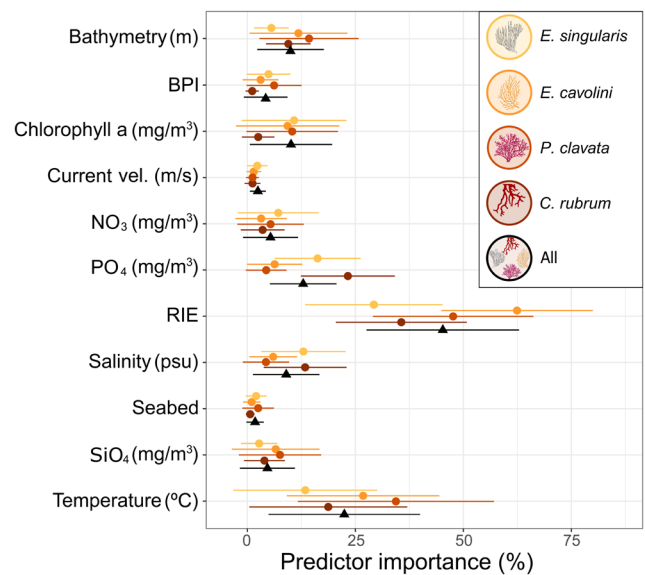 Bathymetry (m)
BPI
Chlorophyll a (mg/m³)
Current vel. (m/s)
NO₃ (mg/m³)
PO₄ (mg/m³)
RIE
Salinity (psu)
Seabed
SiO₄ (mg/m³)
Temperature (ºC)
0 25 50 75
Predictor importance (%)
E. singularis
E. cavolini
P. clavata
C. rubrum
All